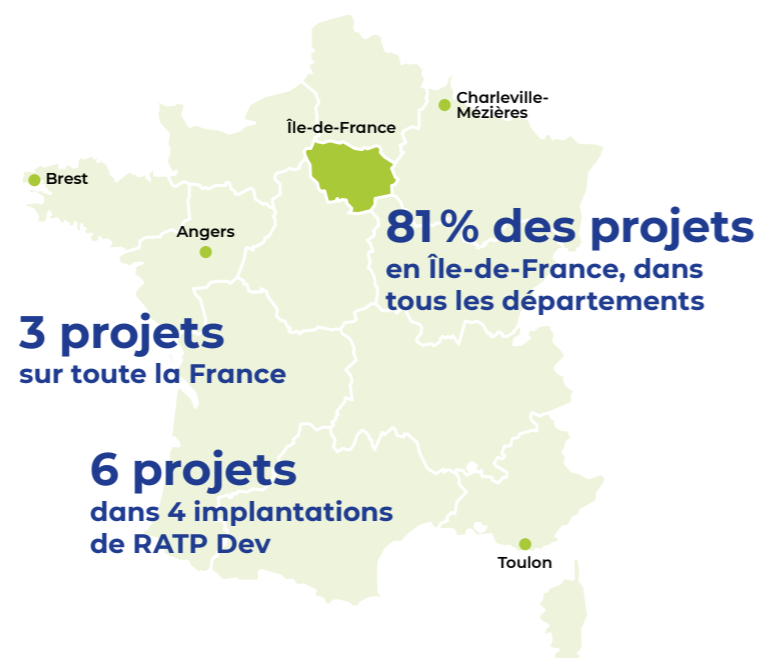 Charleville-
Mézières
Île-de-France
Brest
Angers
81% des projets
en Île-de-France, dans
tous les départements
3 projets
sur toute la France
6 projets
dans 4 implantations
de RATP Dev
Toulon